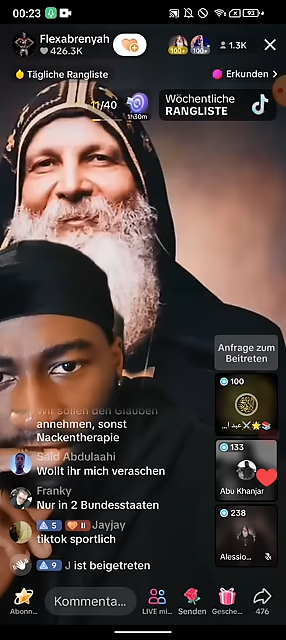 00:23
Flexabrenyah
426.3K
100+
100+
1.3K
Tägliche Rangliste
Erkunden >
11/40
1h30m
Wöchentliche
RANGLISTE
Anfrage zum
Beitreten
100
133
Abu Khanjar
238
Alessio...
Wir sollen den Glauben
annehmen, sonst
Nackentherapie
Said Abdulaahi
Wollt ihr mich veraschen
Franky
Nur in 2 Bundesstaaten
5 II Jayjay
tiktok sportlich
9 J ist beigetreten
Abonn...
Kommenta...
LIVE mi...
Senden
Gesche...
476